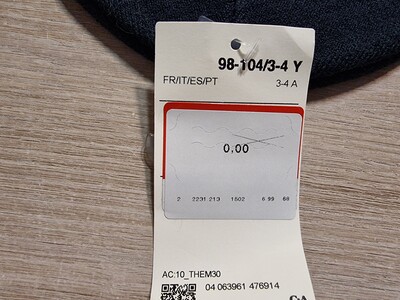 98-104/3-4 Y
FR/IT/ES/PT 3-4 A
0,00
2 2231 213 1502 6 99 88
AC:10_THEM30
04 063961 476914
C&A